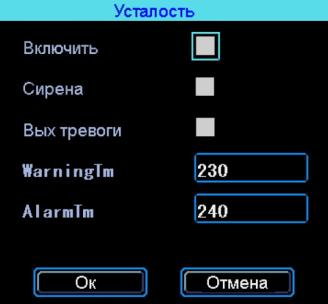 Усталость
Включить
Сирена
Вых тревоги
WarningTm 230
AlarmTm 240
Ок Отмена